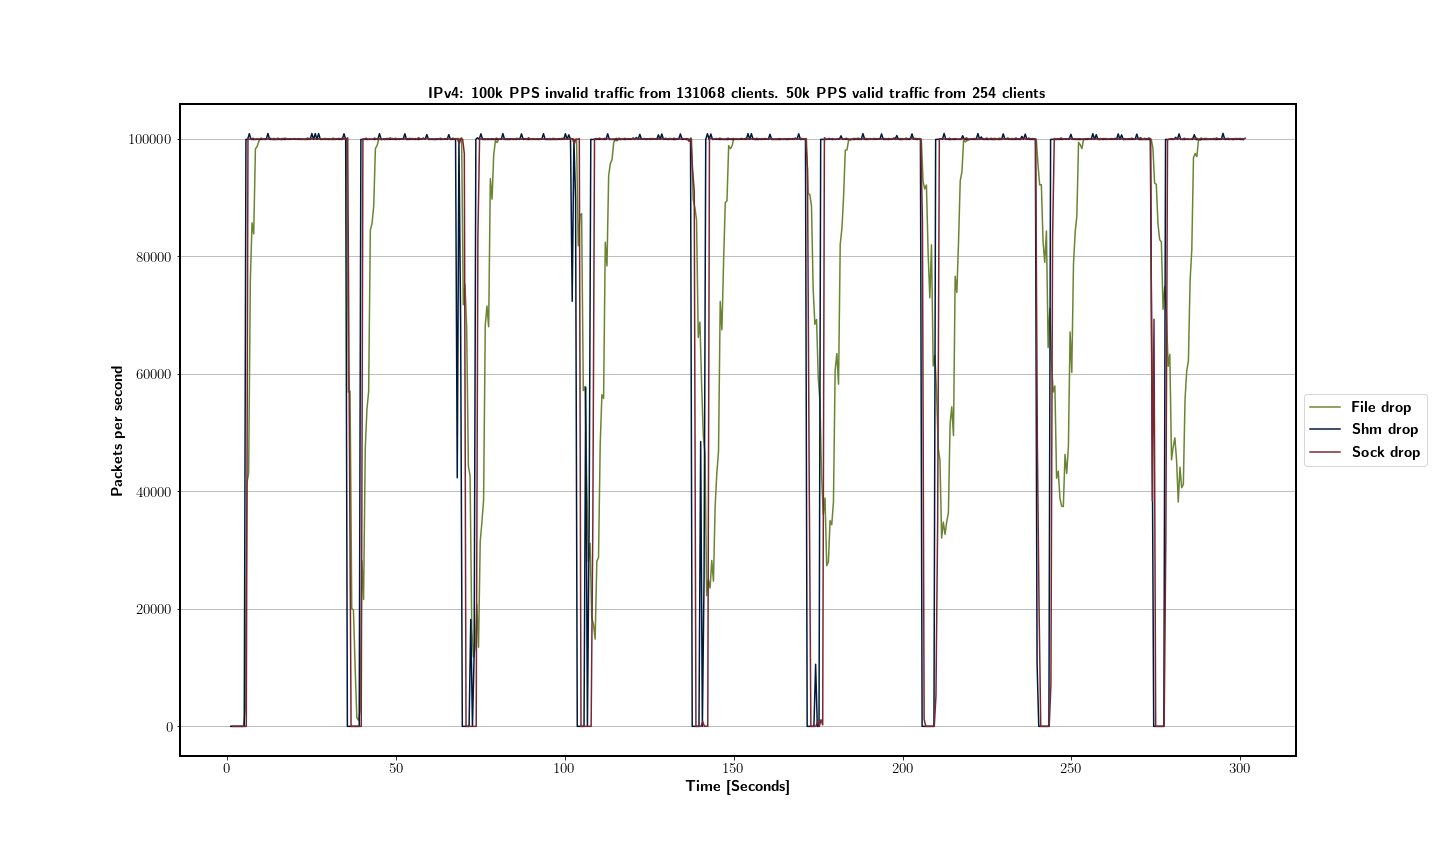 IPv4: 100k PPS invalid traffic from 131068 clients. 50k PPS valid traffic from 254 clients
100000
80000
60000
40000
20000
0
Packets per second
0 50 100 150 200 250 300
Time [Seconds]
File drop
Shm drop
Sock drop